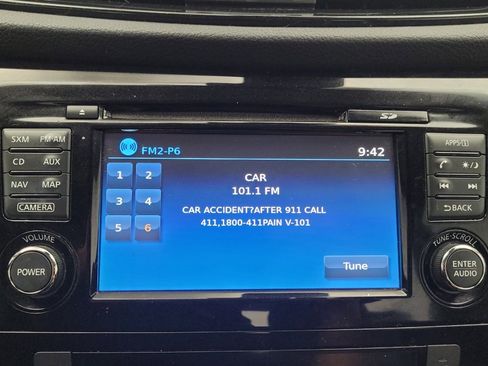 SD
SXM FM·AM
CD AUX
NAV MAP
CAMERA
VOLUME
POWER
FM2-P6 9:42
1 2
3 4
5 6
CAR
101.1 FM
CAR ACCIDENT?AFTER 911 CALL
411,1800-411PAIN V-101
Tune
APPS
BACK
TUNE·SCROLL
ENTER
AUDIO